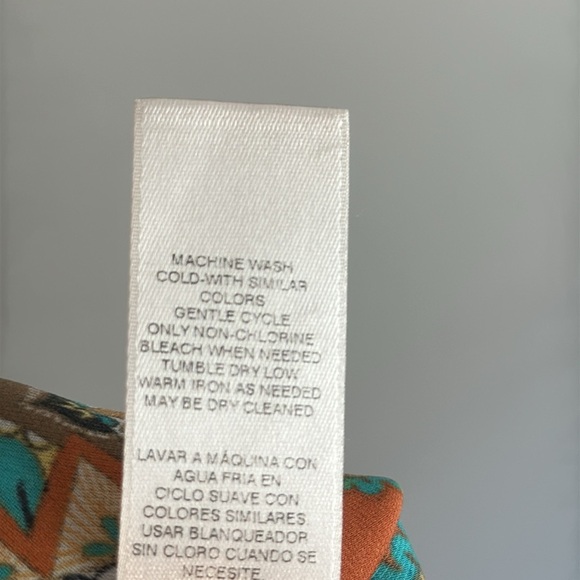 MACHINE WASH
COLD-WITH SIMILAR
COLORS
GENTLE CYCLE
ONLY NON-CHLORINE
BLEACH WHEN NEEDED
TUMBLE DRY LOW
WARM IRON AS NEEDED
MAY BE DRY CLEANED
LAVAR A MÁQUINA CON
AGUA FRIA EN
CICLO SUAVE CON
COLORES SIMILARES.
USAR BLANQUEADOR
SIN CLORO CUANDO SE
NECESITE